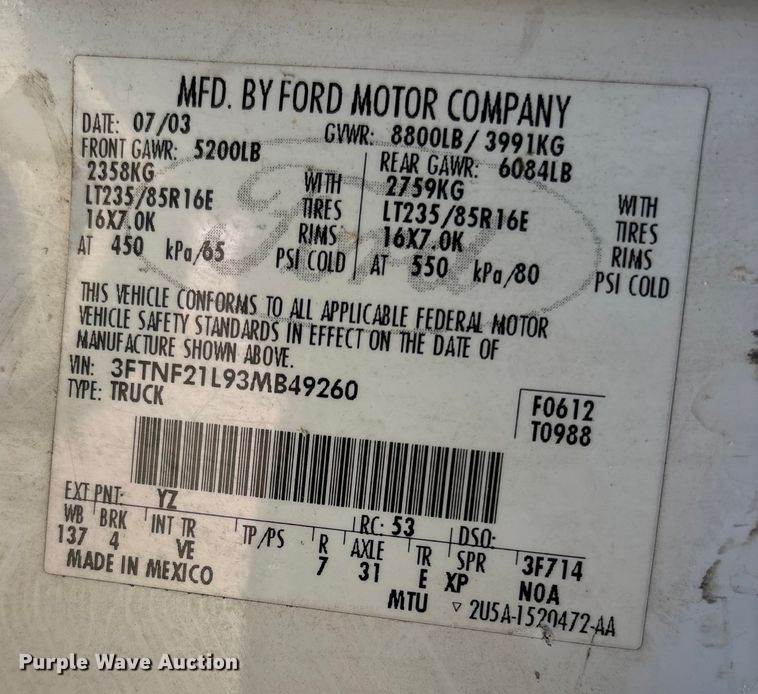 MFD. BY FORD MOTOR COMPANY
DATE: 07/03 GVWR: 8800LB/ 3991KG
FRONT GAWR: 5200LB REAR GAWR: 6084LB
2358KG WITH 2759KG WITH
LT235/85R16E TIRES LT235/85R16E TIRES
16X7.0K RIMS 16X7.0K RIMS
AT 450 kPa/65 PSI COLD AT 550 kPa/80 PSI COLD
Ford
THIS VEHICLE CONFORMS TO ALL APPLICABLE FEDERAL MOTOR
VEHICLE SAFETY STANDARDS IN EFFECT ON THE DATE OF
MANUFACTURE SHOWN ABOVE.
VIN: 3FTNF21L93MB49260
TYPE: TRUCK
F0612
T0988
EXT PNT: YZ RC: 53 DSO:
WB BRK INT TR TP/PS R AXLE TR SPR 3F714
137 4 VE 7 31 E XP N0A
MADE IN MEXICO MTU ▿ 2U5A-1520472-AA
Purple Wave Auction